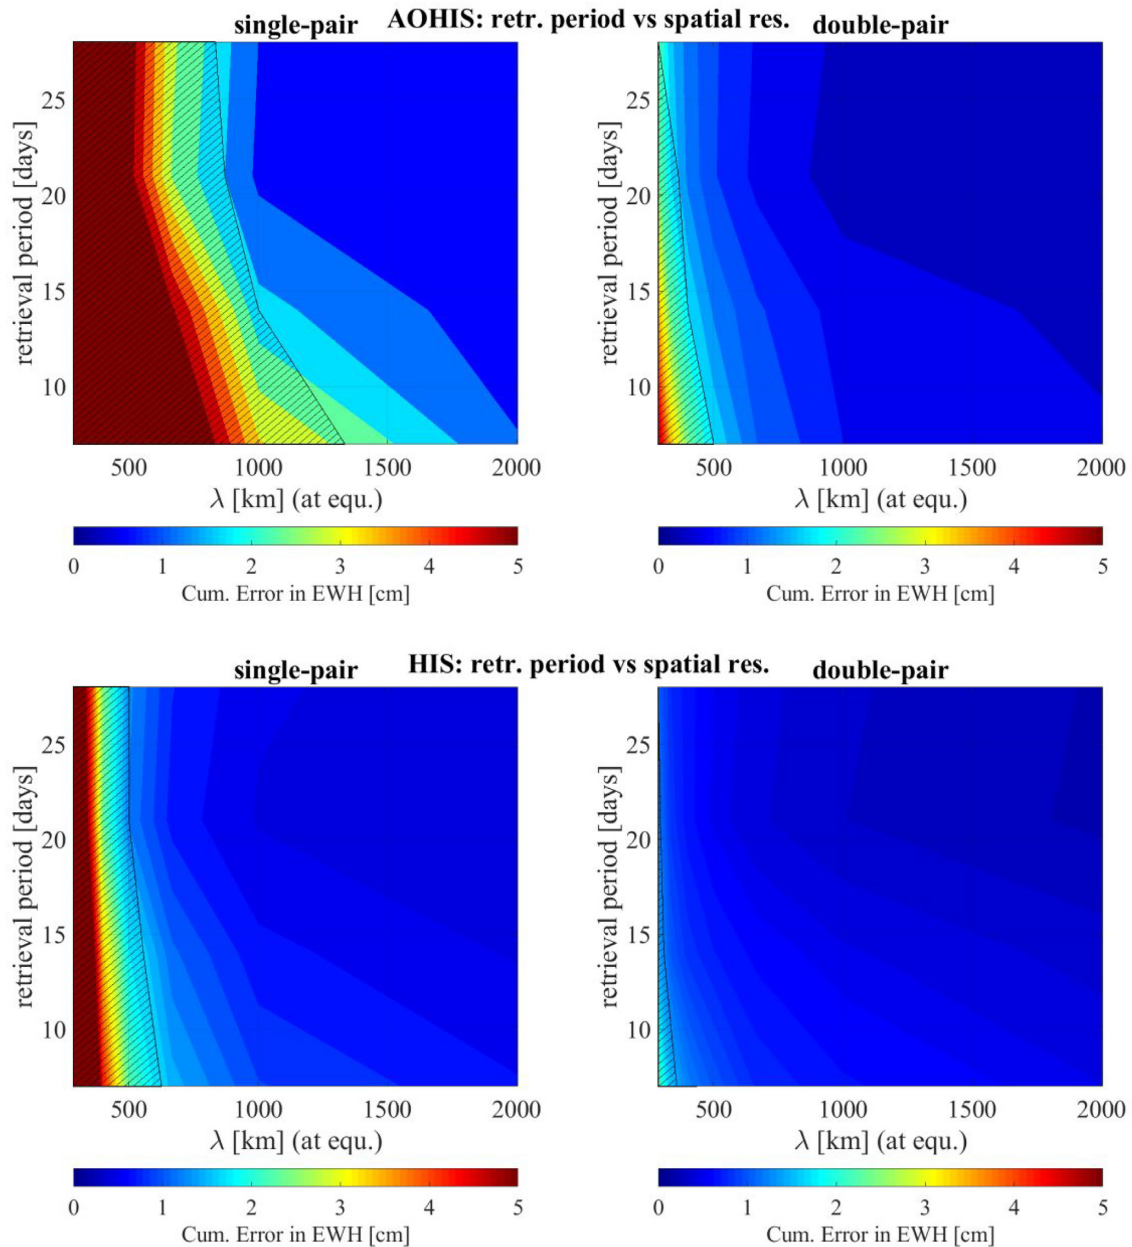 AOHIS: retr. period vs spatial res.
single-pair
double-pair
retrieval period [days]
25
20
15
10
500 1000 1500 2000
λ [km] (at equ.)
0 1 2 3 4 5
Cum. Error in EWH [cm]
retrieval period [days]
25
20
15
10
500 1000 1500 2000
λ [km] (at equ.)
0 1 2 3 4 5
Cum. Error in EWH [cm]
HIS: retr. period vs spatial res.
single-pair
double-pair
retrieval period [days]
25
20
15
10
500 1000 1500 2000
λ [km] (at equ.)
0 1 2 3 4 5
Cum. Error in EWH [cm]
retrieval period [days]
25
20
15
10
500 1000 1500 2000
λ [km] (at equ.)
0 1 2 3 4 5
Cum. Error in EWH [cm]